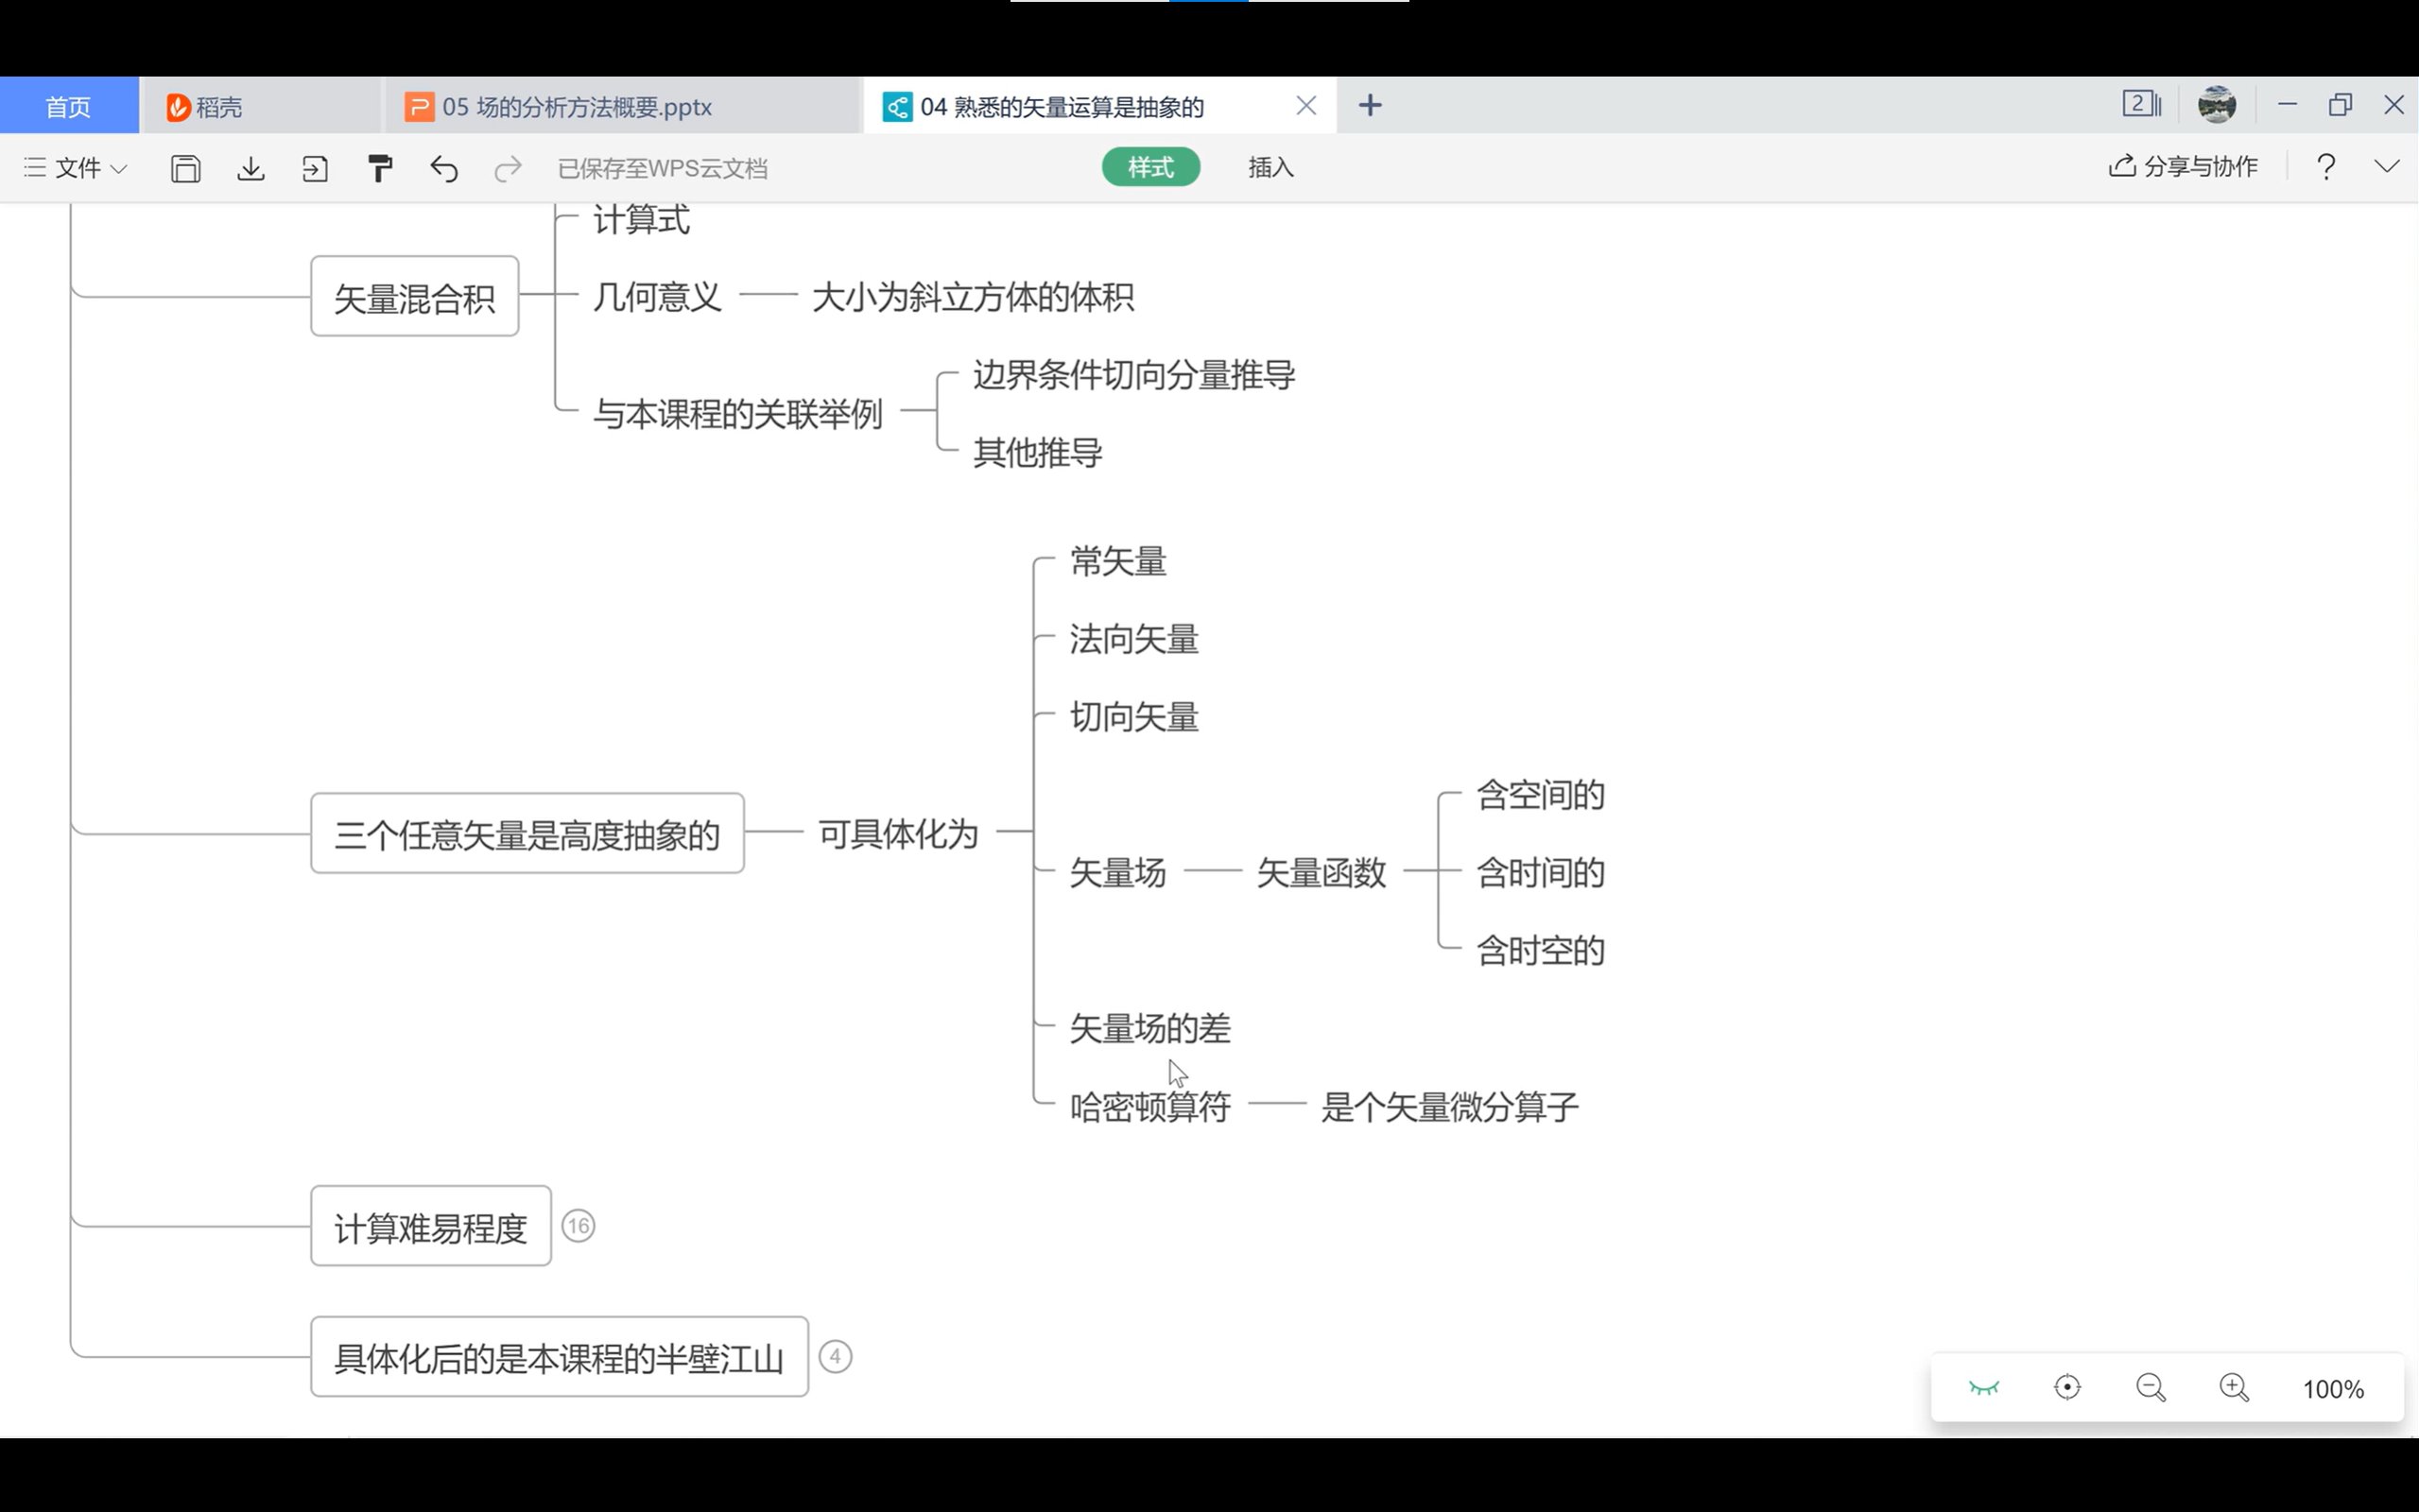 首页
稻壳
05 场的分析方法概要.pptx
04 熟悉的矢量运算是抽象的
2
文件
已保存至WPS云文档
样式
插入
分享与协作
计算式
矢量混合积
几何意义
大小为斜立方体的体积
与本课程的关联举例
边界条件切向分量推导
其他推导
三个任意矢量是高度抽象的
可具体化为
常矢量
法向矢量
切向矢量
矢量场
矢量函数
含空间的
含时间的
含时空的
矢量场的差
哈密顿算符
是个矢量微分算子
计算难易程度
16
具体化后的是本课程的半壁江山
4
100%